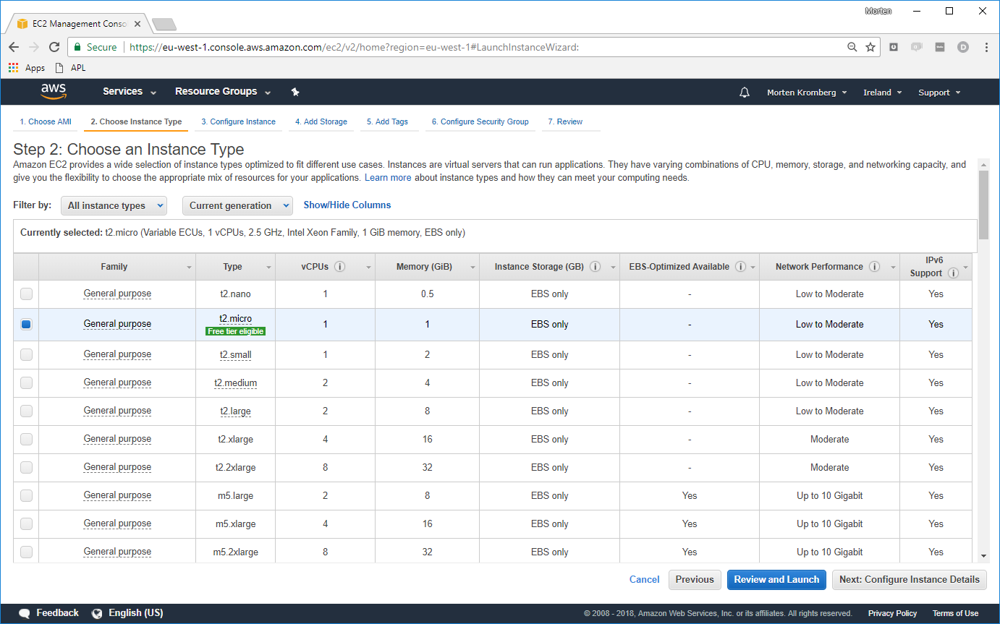 Morten
EC2 Management Conso
Secure https://eu-west-1.console.aws.amazon.com/ec2/v2/home?region=eu-west-1#LaunchInstanceWizard:
Apps APL
aws Services Resource Groups Morten Kromberg Ireland Support
1. Choose AMI 2. Choose Instance Type 3. Configure Instance 4. Add Storage 5. Add Tags 6. Configure Security Group 7. Review
Step 2: Choose an Instance Type
Amazon EC2 provides a wide selection of instance types optimized to fit different use cases. Instances are virtual servers that can run applications. They have varying combinations of CPU, memory, storage, and networking capacity, and
give you the flexibility to choose the appropriate mix of resources for your applications. Learn more about instance types and how they can meet your computing needs.
Filter by: All instance types Current generation Show/Hide Columns
Currently selected: t2.micro (Variable ECUs, 1 vCPUs, 2.5 GHz, Intel Xeon Family, 1 GiB memory, EBS only)
Family Type vCPUs Memory (GiB) Instance Storage (GB) EBS-Optimized Available Network Performance IPv6 Support
General purpose t2.nano 1 0.5 EBS only - Low to Moderate Yes
General purpose t2.micro Free tier eligible 1 1 EBS only - Low to Moderate Yes
General purpose t2.small 1 2 EBS only - Low to Moderate Yes
General purpose t2.medium 2 4 EBS only - Low to Moderate Yes
General purpose t2.large 2 8 EBS only - Low to Moderate Yes
General purpose t2.xlarge 4 16 EBS only - Moderate Yes
General purpose t2.2xlarge 8 32 EBS only - Moderate Yes
General purpose m5.large 2 8 EBS only Yes Up to 10 Gigabit Yes
General purpose m5.xlarge 4 16 EBS only Yes Up to 10 Gigabit Yes
General purpose m5.2xlarge 8 32 EBS only Yes Up to 10 Gigabit Yes
Cancel Previous Review and Launch Next: Configure Instance Details
Feedback English (US) © 2008 - 2018, Amazon Web Services, Inc. or its affiliates. All rights reserved. Privacy Policy Terms of Use